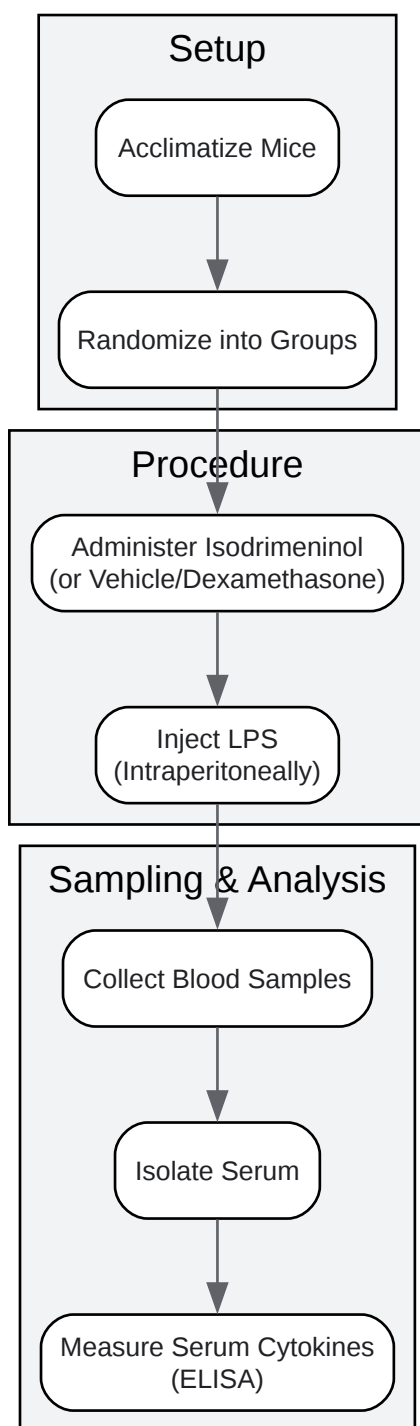 Setup
Acclimatize Mice
Randomize into Groups
Procedure
Administer Isodrimeninol
(or Vehicle/Dexamethasone)
Inject LPS
(Intraperitoneally)
Sampling & Analysis
Collect Blood Samples
Isolate Serum
Measure Serum Cytokines
(ELISA)